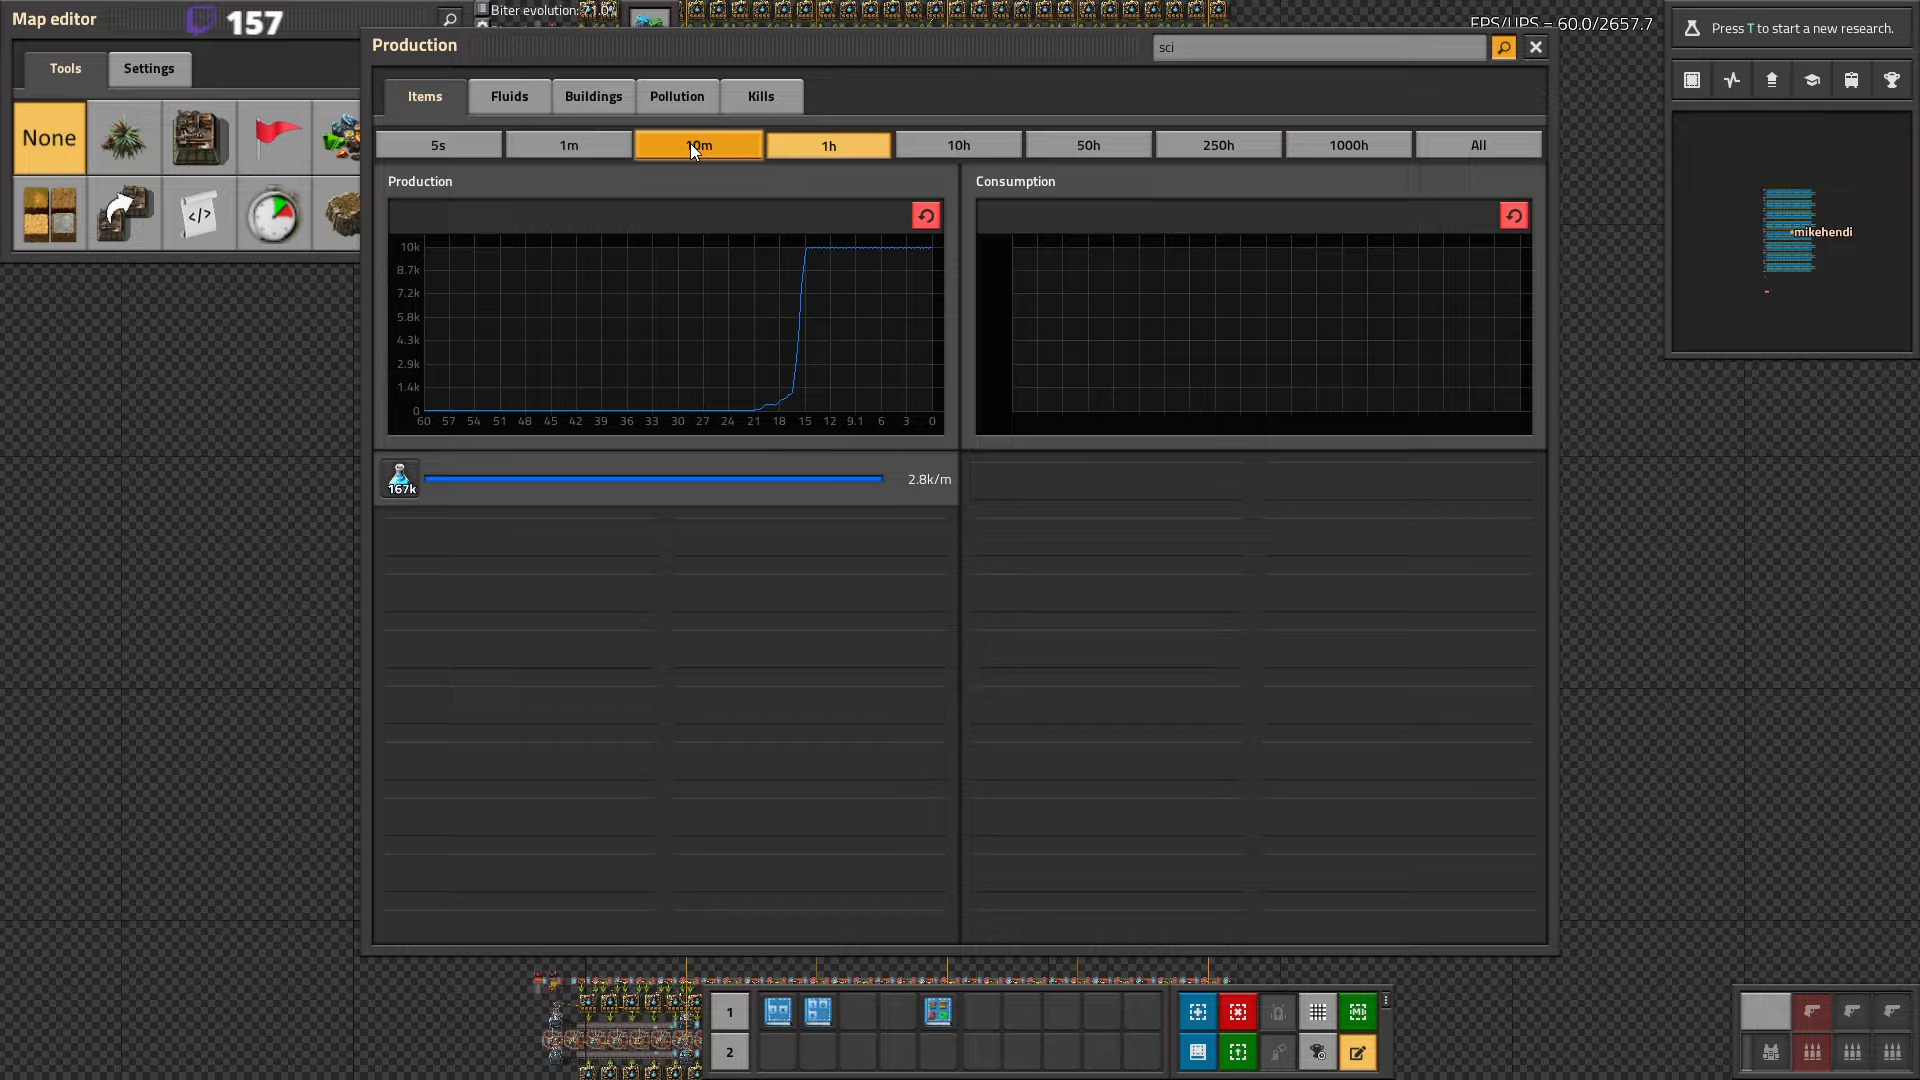 Map editor
157
Biter evolution:
Production
sci
FPS/UPS = 60.0/2657.7
Press T to start a new research.
Tools
Settings
Items
Fluids
Buildings
Pollution
Kills
None
5s
1m
10m
1h
10h
50h
250h
1000h
All
Production
Consumption
10k
8.7k
7.2k
5.8k
4.3k
2.9k
1.4k
0
60 57 54 51 48 45 42 39 36 33 30 27 24 21 18 15 12 9.1 6 3 0
mikehendi
167k
2.8k/m
1
2